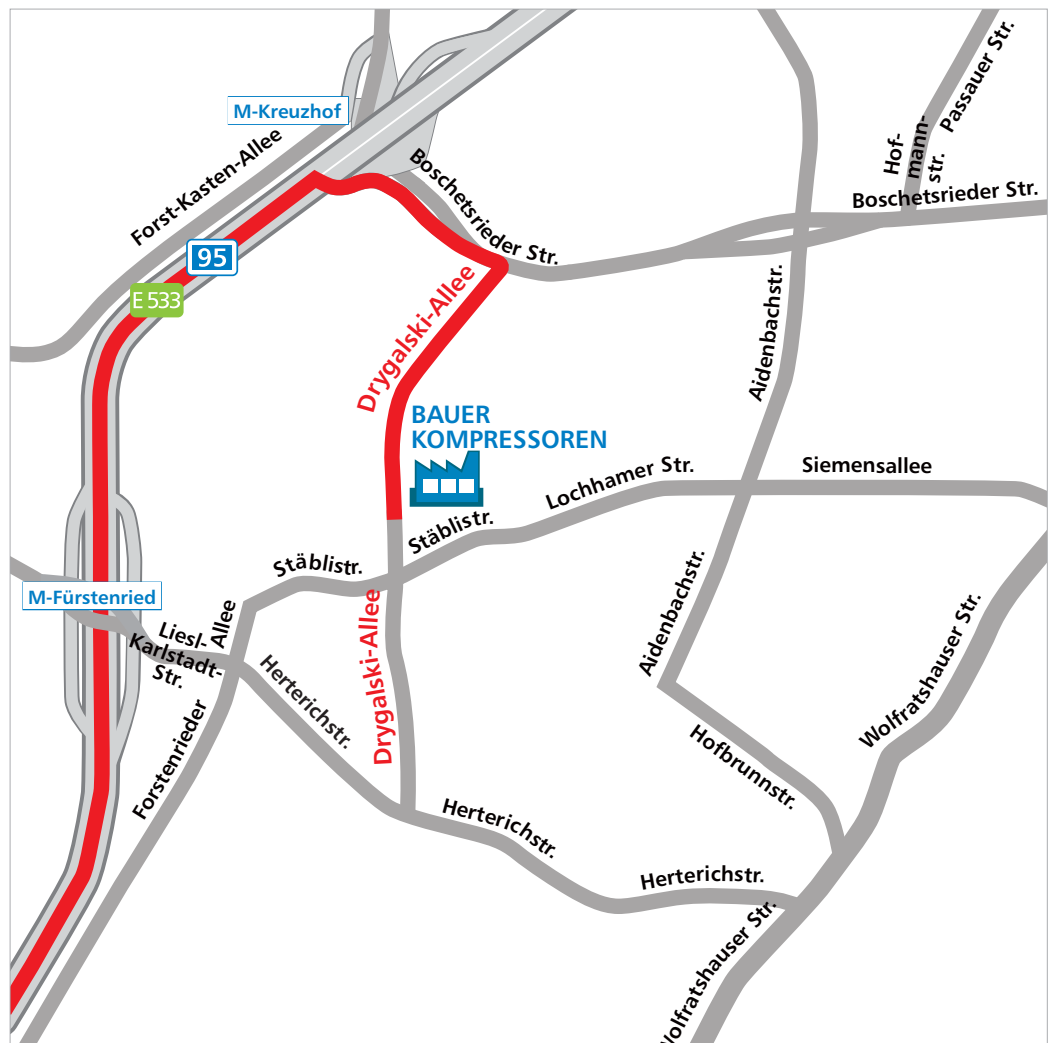 Passauer Str.
M-Kreuzhof
Hof-
mann-
str.
Forst-Kasten-Allee
Boschetsrieder Str.
Boschetsrieder Str.
95
E 533
Drygalski-Allee
Aidenbachstr.
BAUER
KOMPRESSOREN
Lochhamer Str.
Siemensallee
Stäblistr.
Stäblistr.
M-Fürstenried
Liesl-
Karlstadt-
Str.
Allee
Forstenrieder
Herterichstr.
Drygalski-Allee
Aidenbachstr.
Wolfratshauser Str.
Hofbrunnstr.
Herterichstr.
Herterichstr.
Wolfratshauser Str.